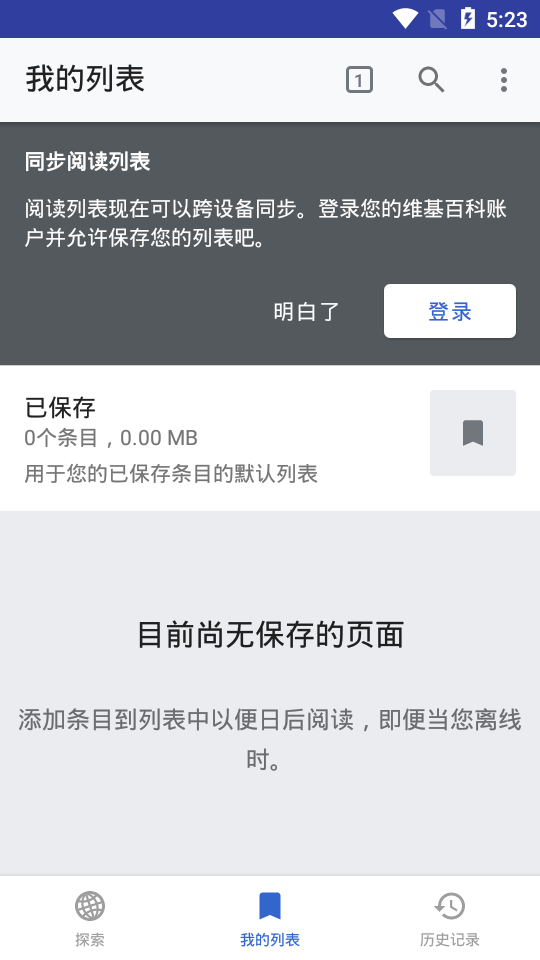 5:23
我的列表
1
同步阅读列表
阅读列表现在可以跨设备同步。登录您的维基百科账
户并允许保存您的列表吧。
明白了
登录
已保存
0个条目，0.00 MB
用于您的已保存条目的默认列表
目前尚无保存的页面
添加条目到列表中以便日后阅读，即便当您离线
时。
探索
我的列表
历史记录